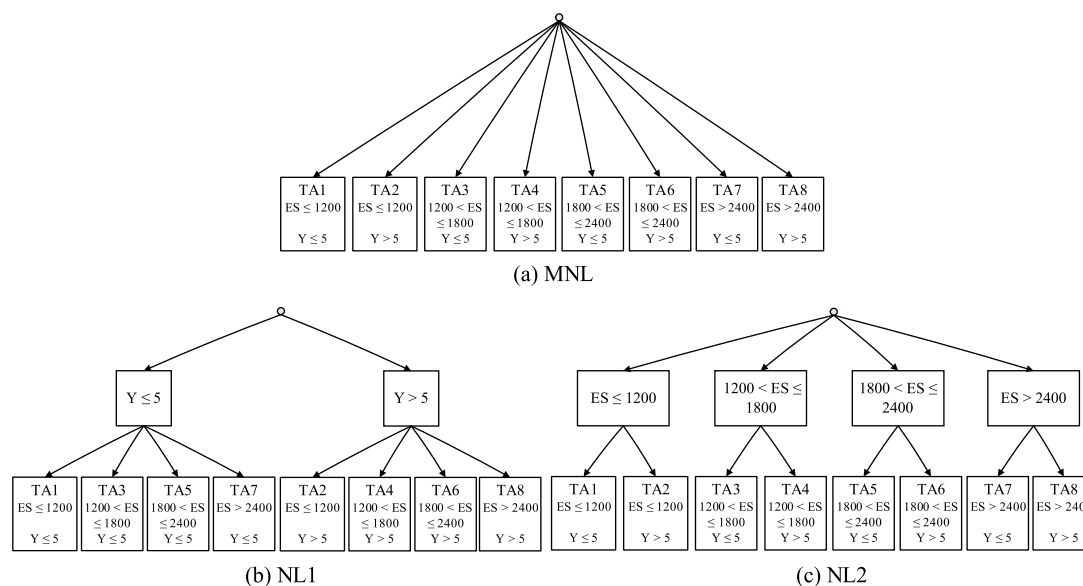 TA1
ES ≤ 1200
Y ≤ 5
TA2
ES ≤ 1200
Y > 5
TA3
1200 < ES
≤ 1800
Y ≤ 5
TA4
1200 < ES
≤ 1800
Y > 5
TA5
1800 < ES
≤ 2400
Y ≤ 5
TA6
1800 < ES
≤ 2400
Y > 5
TA7
ES > 2400
Y ≤ 5
TA8
ES > 2400
Y > 5
(a) MNL
Y ≤ 5
Y > 5
TA1
ES ≤ 1200
Y ≤ 5
TA3
1200 < ES
≤ 1800
Y ≤ 5
TA5
1800 < ES
≤ 2400
Y ≤ 5
TA7
ES > 2400
Y ≤ 5
TA2
ES ≤ 1200
Y > 5
TA4
1200 < ES
≤ 1800
Y > 5
TA6
1800 < ES
≤ 2400
Y > 5
TA8
ES > 2400
Y > 5
(b) NL1
ES ≤ 1200
1200 < ES ≤
1800
1800 < ES ≤
2400
ES > 2400
TA1
ES ≤ 1200
Y ≤ 5
TA2
ES ≤ 1200
Y > 5
TA3
1200 < ES
≤ 1800
Y ≤ 5
TA4
1200 < ES
≤ 1800
Y > 5
TA5
1800 < ES
≤ 2400
Y ≤ 5
TA6
1800 < ES
≤ 2400
Y > 5
TA7
ES > 2400
Y ≤ 5
TA8
ES > 240
Y > 5
(c) NL2